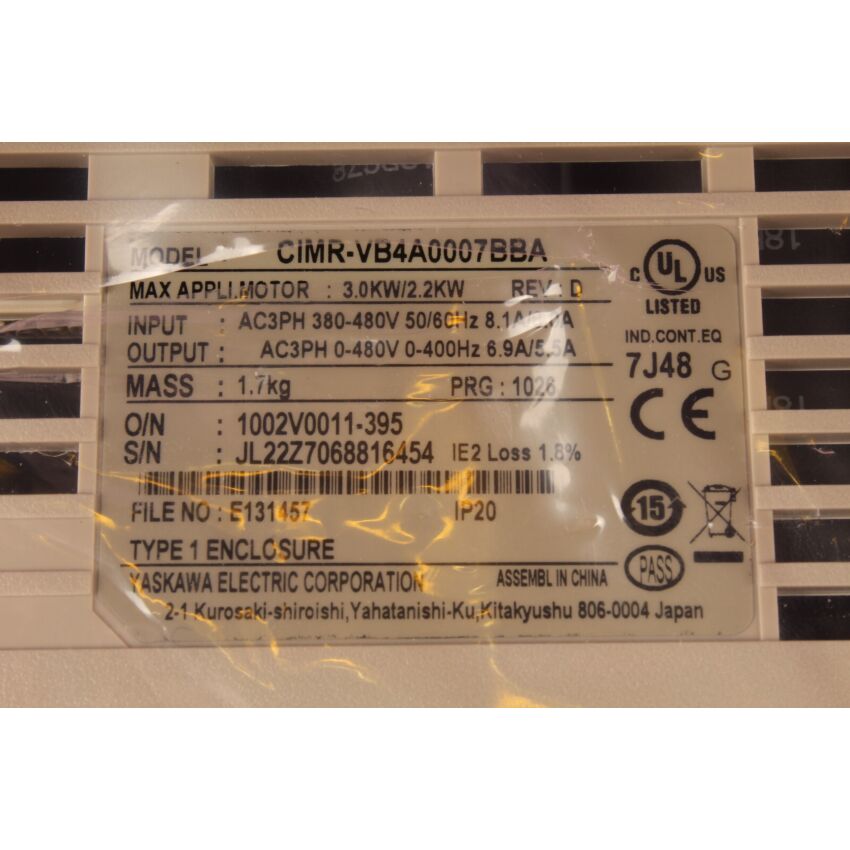 MODEL : CIMR-VB4A0007BBA
MAX APPLI.MOTOR : 3.0KW/2.2KW REV : D
INPUT : AC3PH 380-480V 50/60Hz 8.1A/
OUTPUT : AC3PH 0-480V 0-400Hz 6.9A/5.5A
MASS : 1.7kg PRG : 1026
O/N : 1002V0011-395
S/N : JL22Z7068816454 IE2 Loss 1.8%
FILE NO : E131457 IP20
TYPE 1 ENCLOSURE
YASKAWA ELECTRIC CORPORATION ASSEMBL IN CHINA
2-1 Kurosaki-shiroishi,Yahatanishi-Ku,Kitakyushu 806-0004 Japan
C UL US
LISTED
IND.CONT.EQ
7J48 G
CE
15
PASS